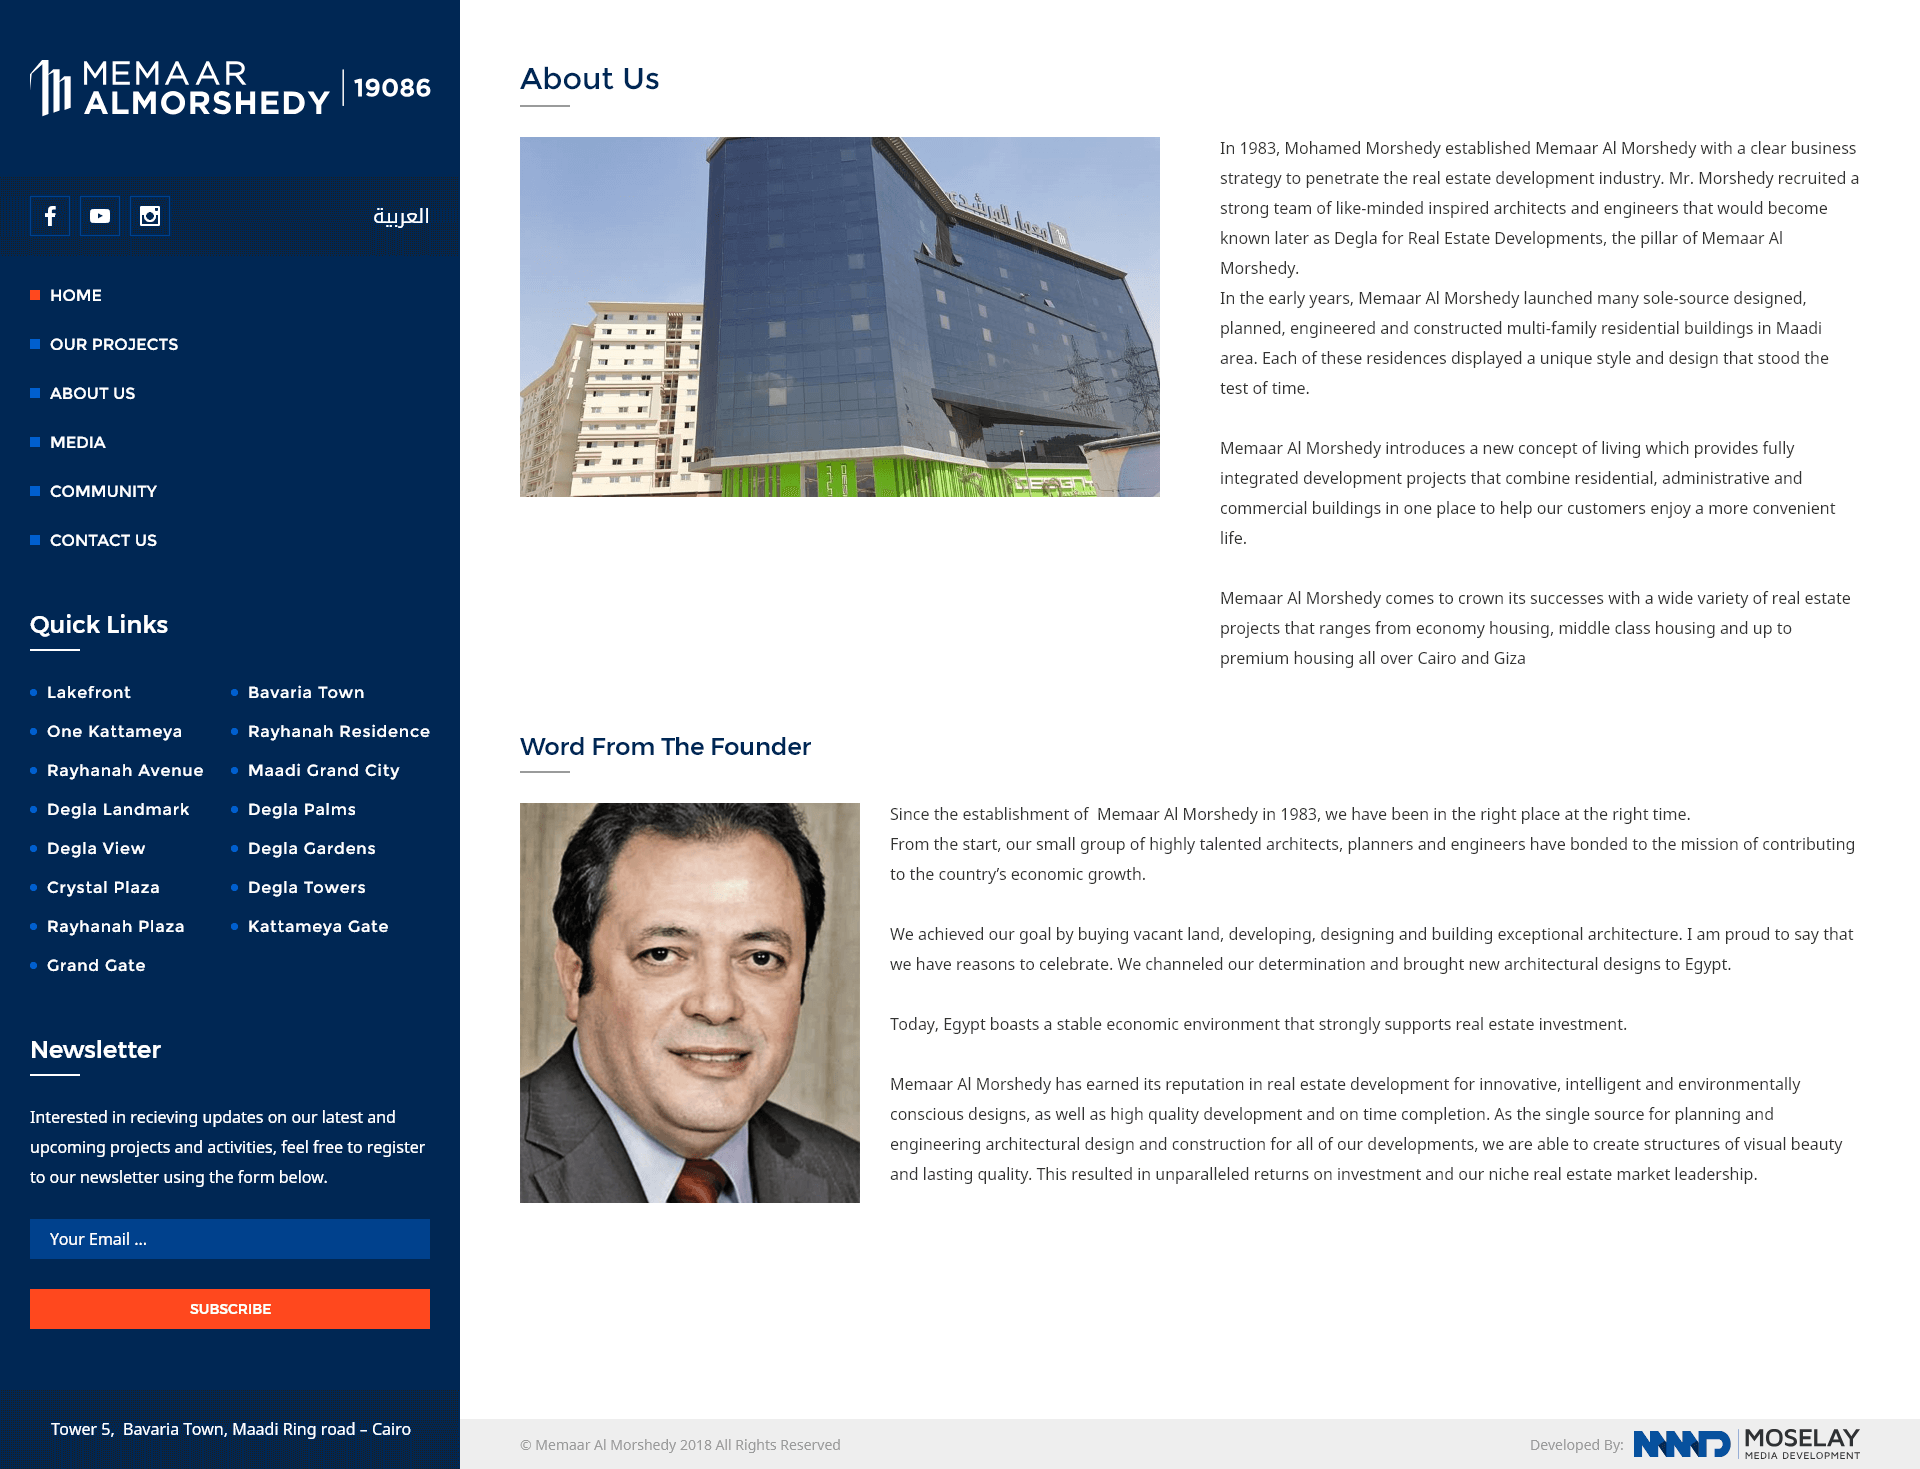 MEMAAR
ALMORSHEDY
19086
العربية
HOME
OUR PROJECTS
ABOUT US
MEDIA
COMMUNITY
CONTACT US
Quick Links
Lakefront
One Kattameya
Rayhanah Avenue
Degla Landmark
Degla View
Crystal Plaza
Rayhanah Plaza
Grand Gate
Bavaria Town
Rayhanah Residence
Maadi Grand City
Degla Palms
Degla Gardens
Degla Towers
Kattameya Gate
Newsletter
Interested in recieving updates on our latest and
upcoming projects and activities, feel free to register
to our newsletter using the form below.
Your Email ...
SUBSCRIBE
Tower 5,  Bavaria Town, Maadi Ring road – Cairo
About Us
معمار المرشدي
In 1983, Mohamed Morshedy established Memaar Al Morshedy with a clear business
strategy to penetrate the real estate development industry. Mr. Morshedy recruited a
strong team of like-minded inspired architects and engineers that would become
known later as Degla for Real Estate Developments, the pillar of Memaar Al
Morshedy.
In the early years, Memaar Al Morshedy launched many sole-source designed,
planned, engineered and constructed multi-family residential buildings in Maadi
area. Each of these residences displayed a unique style and design that stood the
test of time.
Memaar Al Morshedy introduces a new concept of living which provides fully
integrated development projects that combine residential, administrative and
commercial buildings in one place to help our customers enjoy a more convenient
life.
Memaar Al Morshedy comes to crown its successes with a wide variety of real estate
projects that ranges from economy housing, middle class housing and up to
premium housing all over Cairo and Giza
Word From The Founder
Since the establishment of  Memaar Al Morshedy in 1983, we have been in the right place at the right time.
From the start, our small group of highly talented architects, planners and engineers have bonded to the mission of contributing
to the country’s economic growth.
We achieved our goal by buying vacant land, developing, designing and building exceptional architecture. I am proud to say that
we have reasons to celebrate. We channeled our determination and brought new architectural designs to Egypt.
Today, Egypt boasts a stable economic environment that strongly supports real estate investment.
Memaar Al Morshedy has earned its reputation in real estate development for innovative, intelligent and environmentally
conscious designs, as well as high quality development and on time completion. As the single source for planning and
engineering architectural design and construction for all of our developments, we are able to create structures of visual beauty
and lasting quality. This resulted in unparalleled returns on investment and our niche real estate market leadership.
© Memaar Al Morshedy 2018 All Rights Reserved
Developed By:
MOSELAY
MEDIA DEVELOPMENT